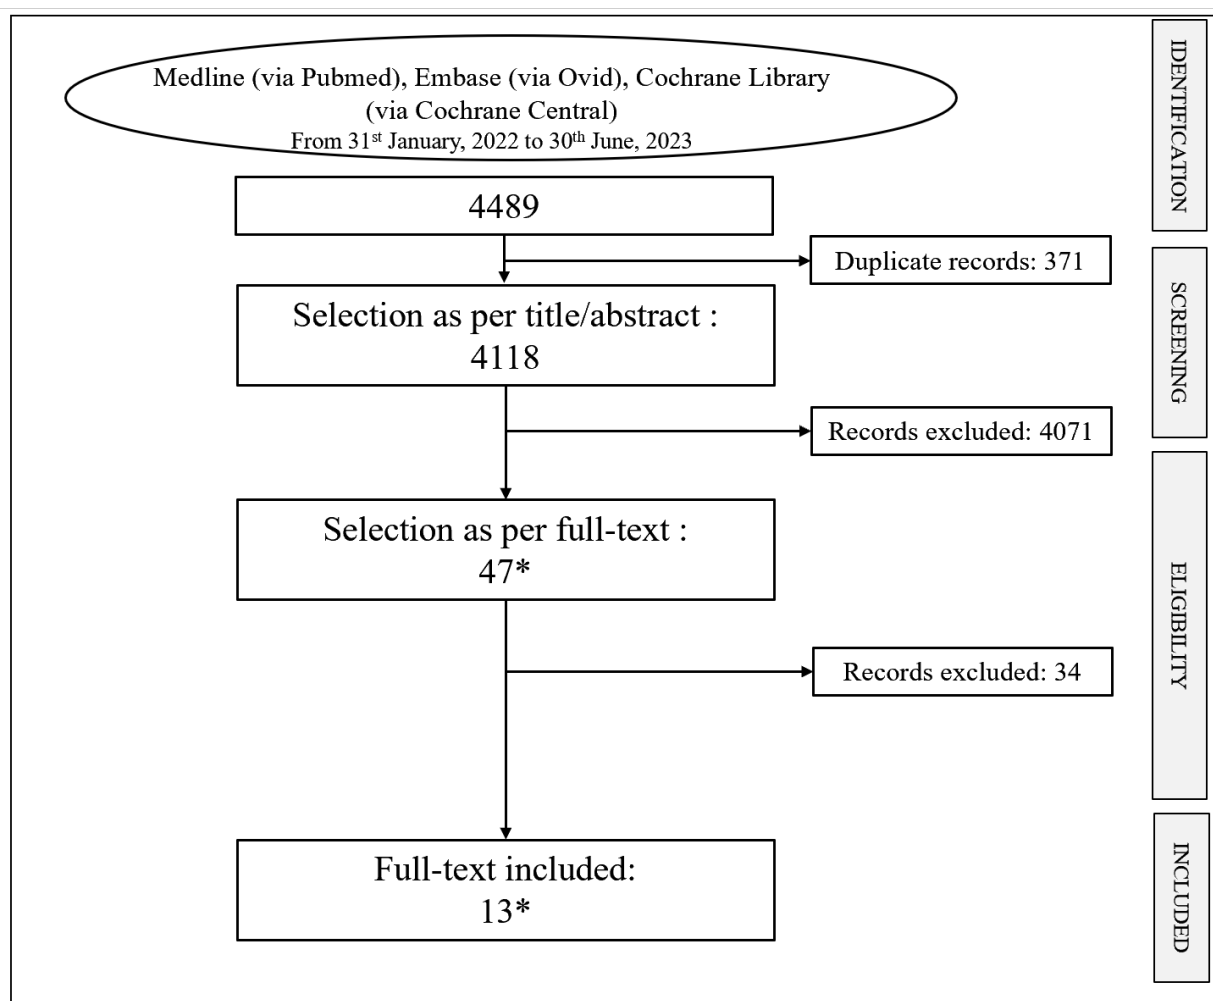 Medline (via Pubmed), Embase (via Ovid), Cochrane Library
(via Cochrane Central)
From 31st January, 2022 to 30th June, 2023
IDENTIFICATION
4489
Duplicate records: 371
SCREENING
Selection as per title/abstract :
4118
Records excluded: 4071
Selection as per full-text :
47*
ELIGIBILITY
Records excluded: 34
Full-text included:
13*
INCLUDED